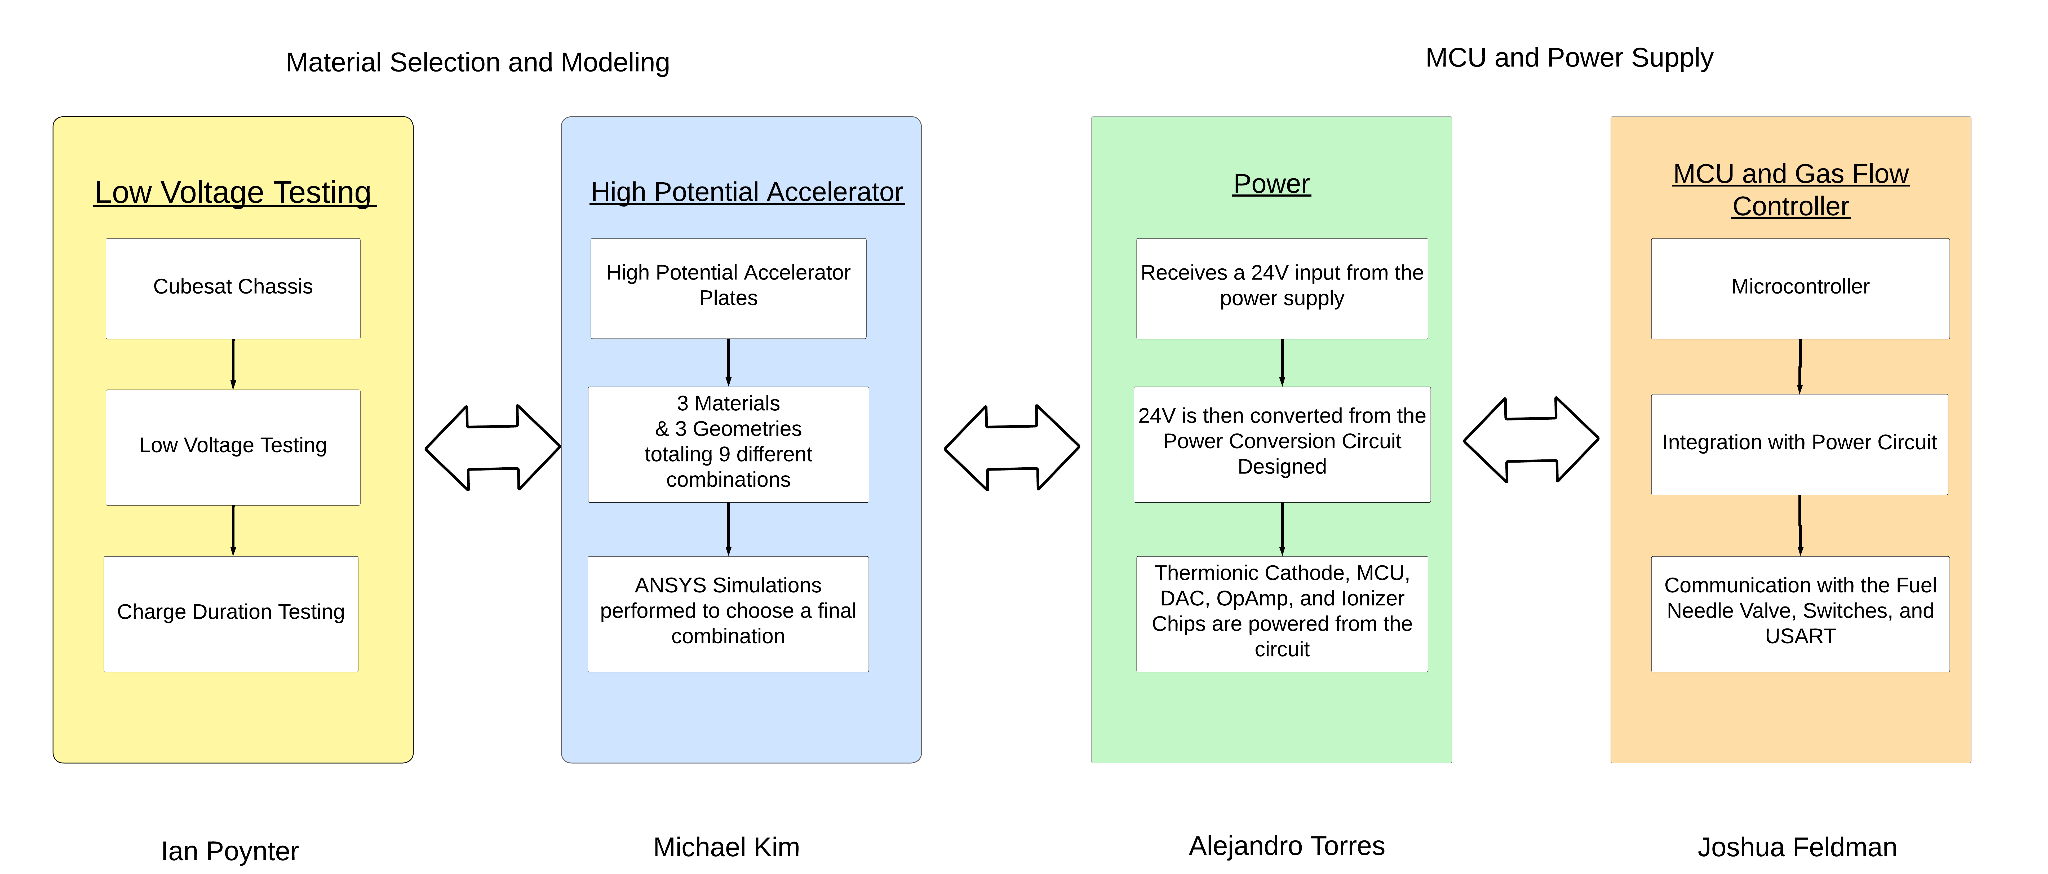 Material Selection and Modeling
MCU and Power Supply
Low Voltage Testing
Cubesat Chassis
Low Voltage Testing
Charge Duration Testing
Ian Poynter
High Potential Accelerator
High Potential Accelerator
Plates
3 Materials
& 3 Geometries
totaling 9 different
combinations
ANSYS Simulations
performed to choose a final
combination
Michael Kim
Power
Receives a 24V input from the
power supply
24V is then converted from the
Power Conversion Circuit
Designed
Thermionic Cathode, MCU,
DAC, OpAmp, and Ionizer
Chips are powered from the
circuit
Alejandro Torres
MCU and Gas Flow
Controller
Microcontroller
Integration with Power Circuit
Communication with the Fuel
Needle Valve, Switches, and
USART
Joshua Feldman